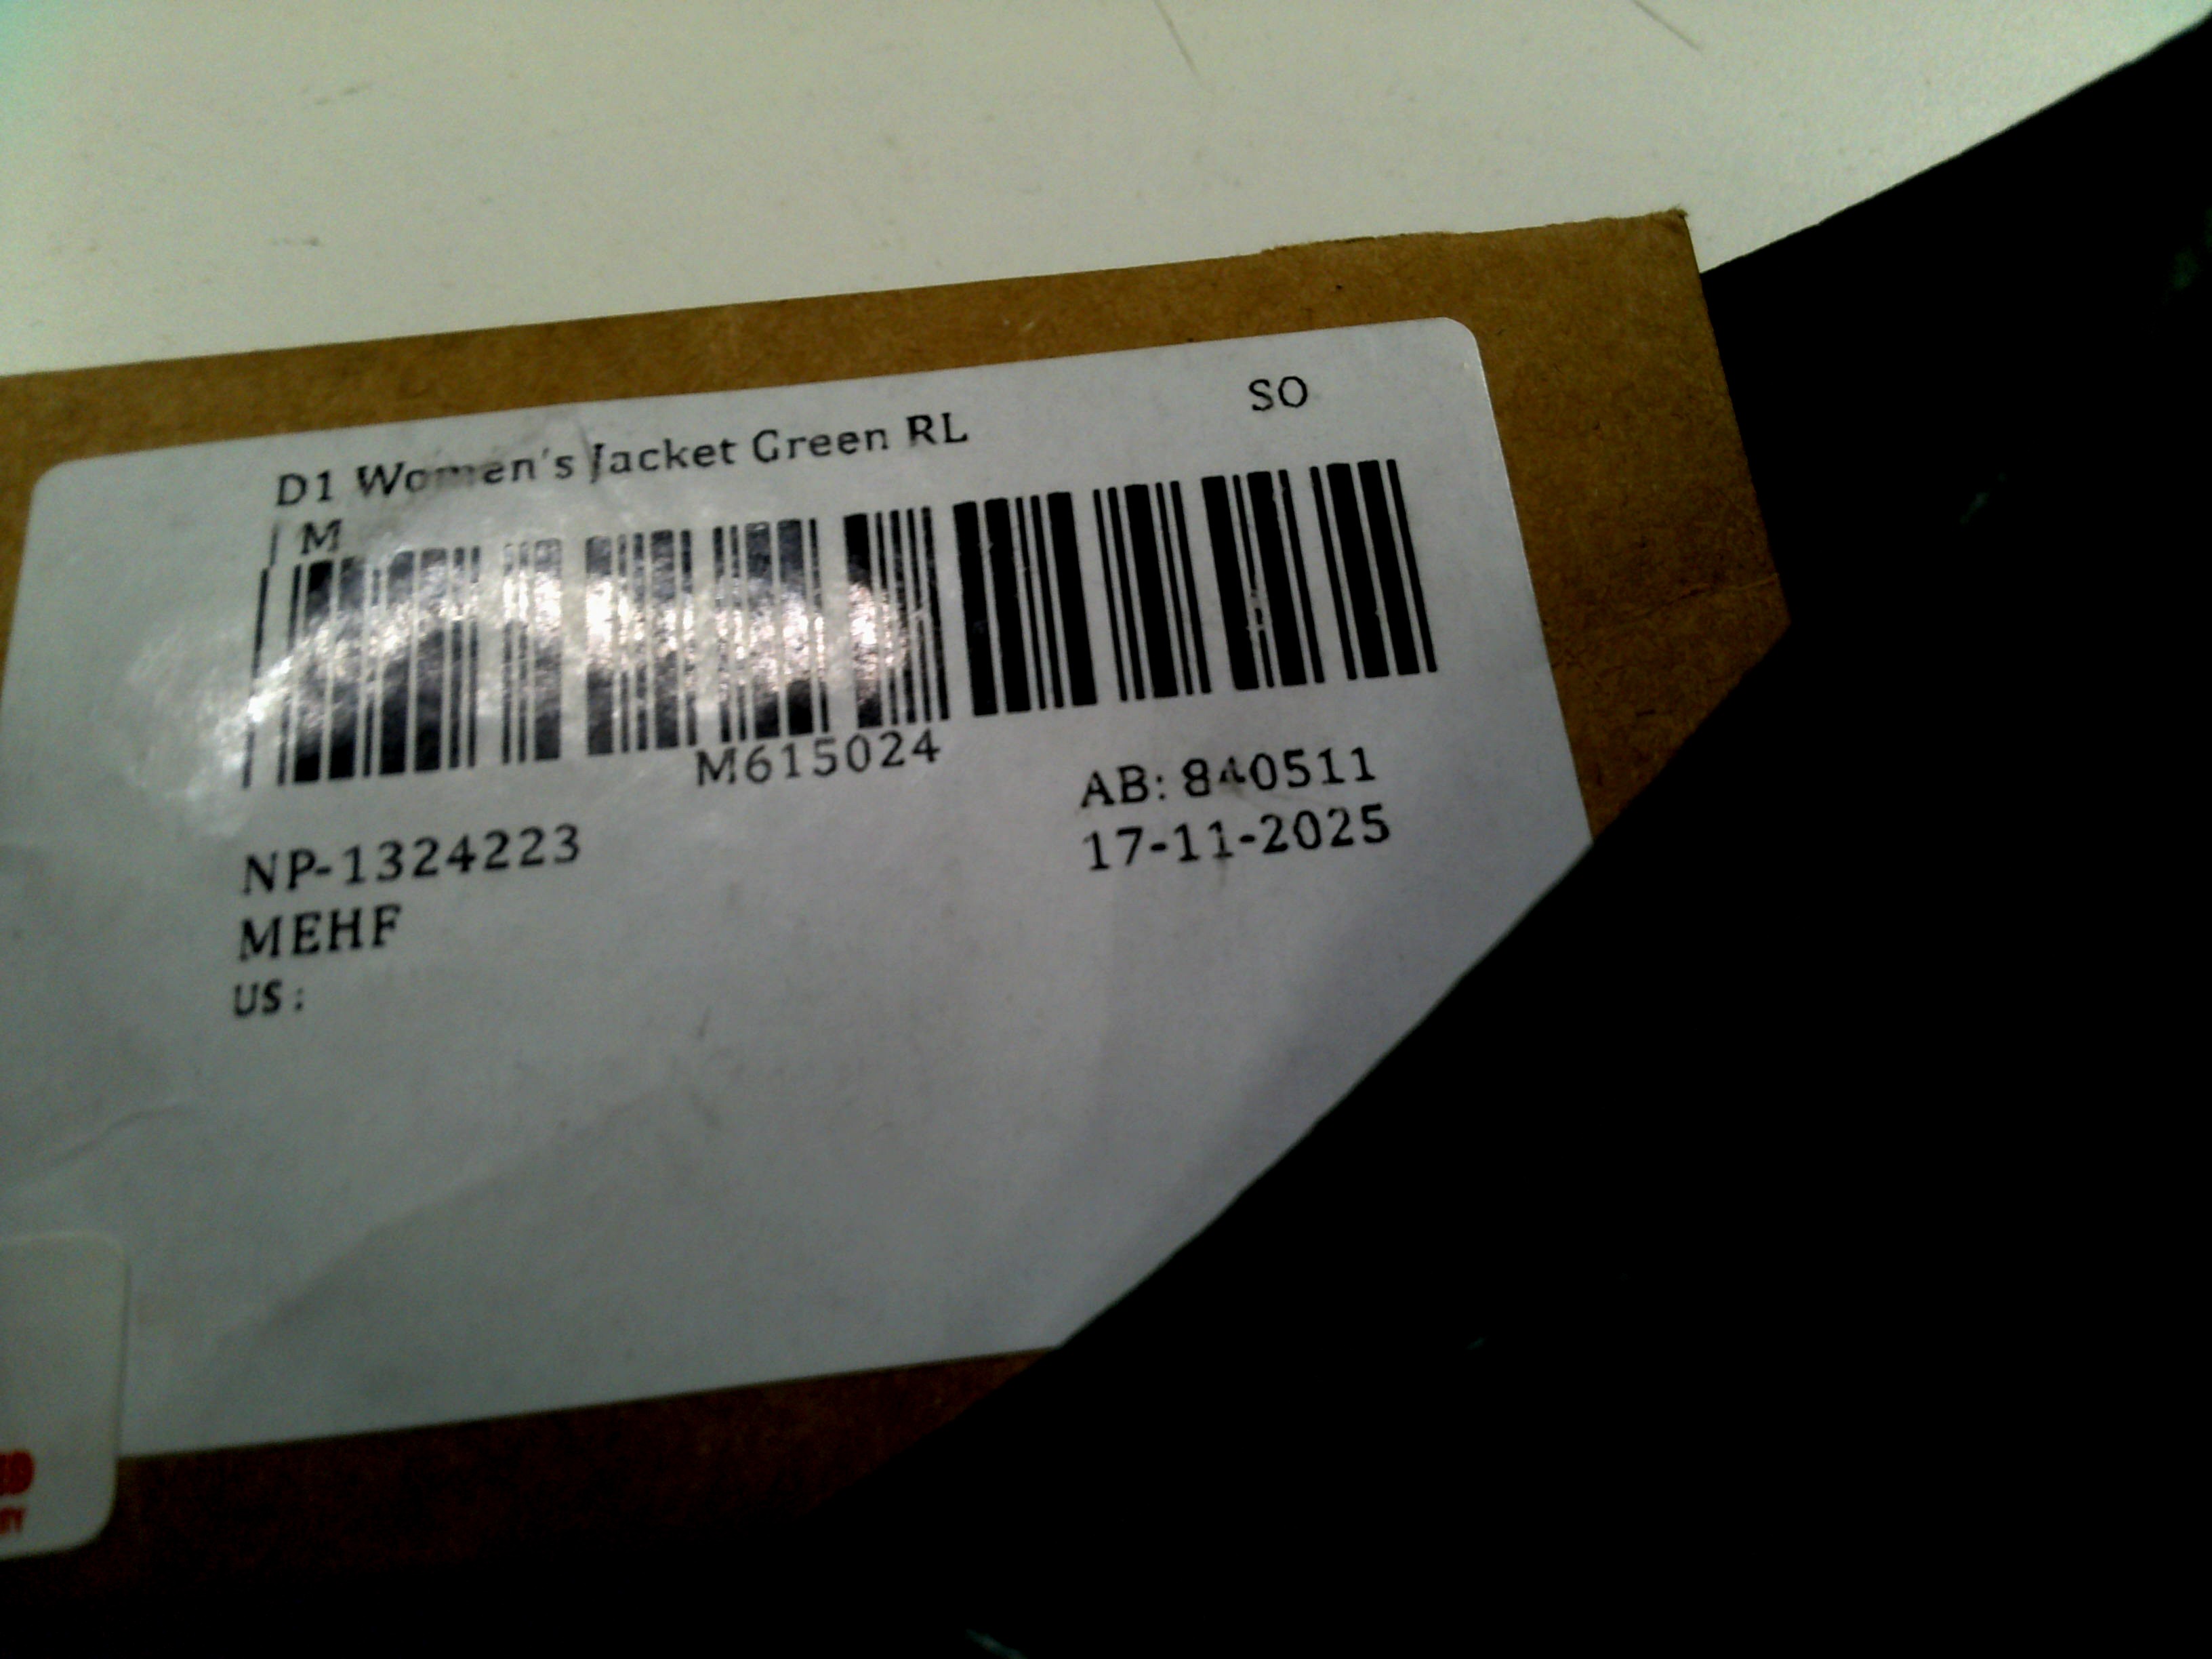 D1 Women's Jacket Green RL
SO
/ M
M615024
AB: 840511
17-11-2025
NP-1324223
MEHF
US: